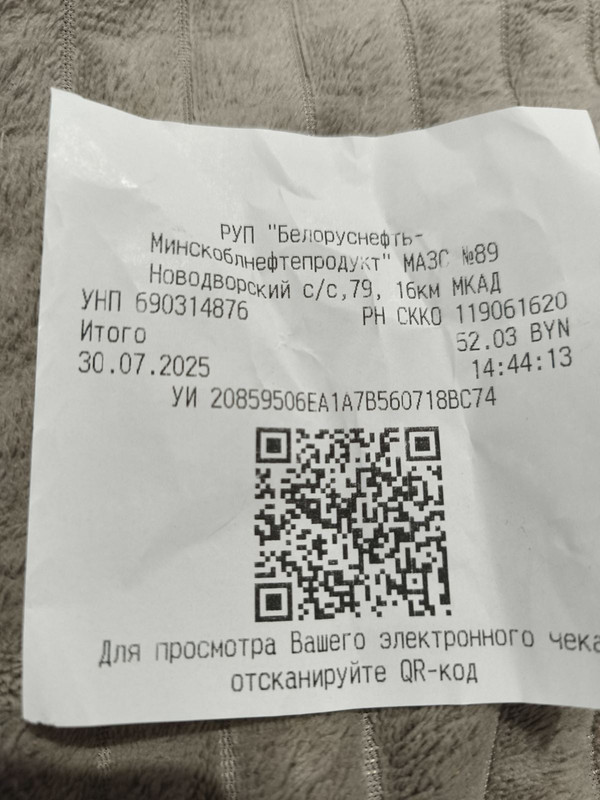 РУП "Белоруснефть-
Минскоблнефтепродукт" МАЗС №89
Новодворский с/с,79, 16км МКАД
УНП 690314876 РН СККО 119061620
Итого 52.03 BYN
30.07.2025 14:44:13
УИ 20859506EA1A7B560718BC74
Для просмотра Вашего электронного чека
отсканируйте QR-код